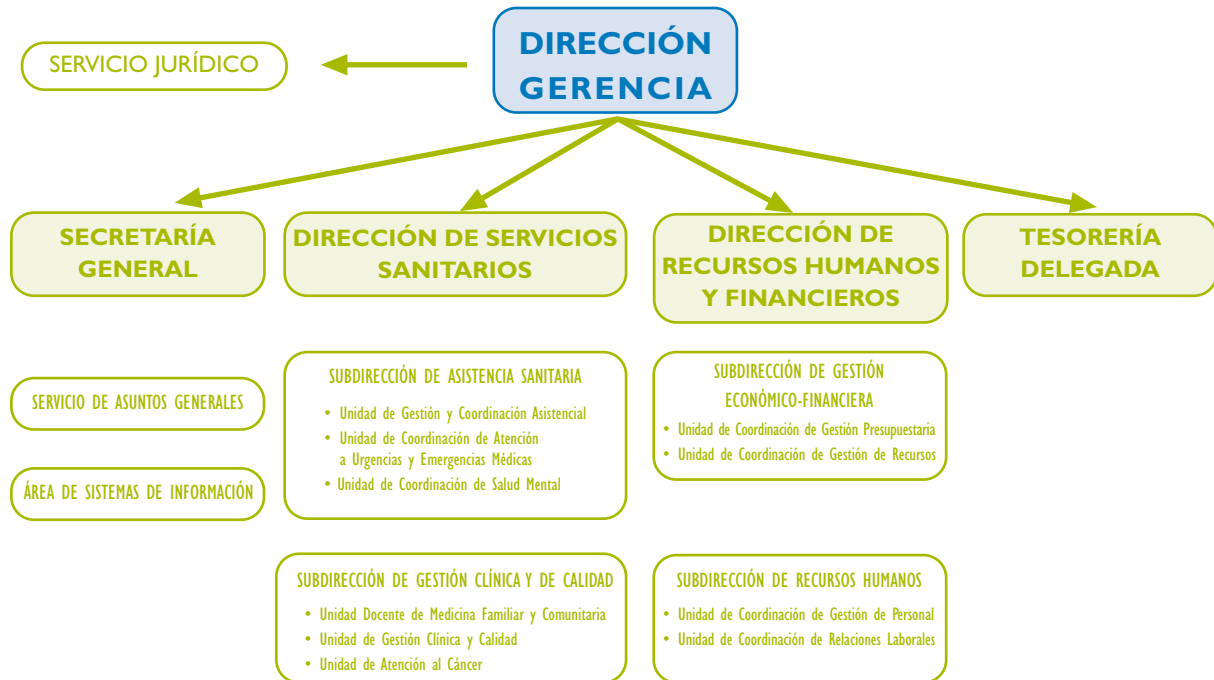 DIRECCIÓN
GERENCIA
SERVICIO JURÍDICO
SECRETARÍA
GENERAL
DIRECCIÓN DE SERVICIOS
SANITARIOS
DIRECCIÓN DE
RECURSOS HUMANOS
Y FINANCIEROS
TESORERÍA
DELEGADA
SERVICIO DE ASUNTOS GENERALES
ÁREA DE SISTEMAS DE INFORMACIÓN
SUBDIRECCIÓN DE ASISTENCIA SANITARIA
• Unidad de Gestión y Coordinación Asistencial
• Unidad de Coordinación de Atención
a Urgencias y Emergencias Médicas
• Unidad de Coordinación de Salud Mental
SUBDIRECCIÓN DE GESTIÓN
ECONÓMICO-FINANCIERA
• Unidad de Coordinación de Gestión Presupuestaria
• Unidad de Coordinación de Gestión de Recursos
SUBDIRECCIÓN DE GESTIÓN CLÍNICA Y DE CALIDAD
• Unidad Docente de Medicina Familiar y Comunitaria
• Unidad de Gestión Clínica y Calidad
• Unidad de Atención al Cáncer
SUBDIRECCIÓN DE RECURSOS HUMANOS
• Unidad de Coordinación de Gestión de Personal
• Unidad de Coordinación de Relaciones Laborales